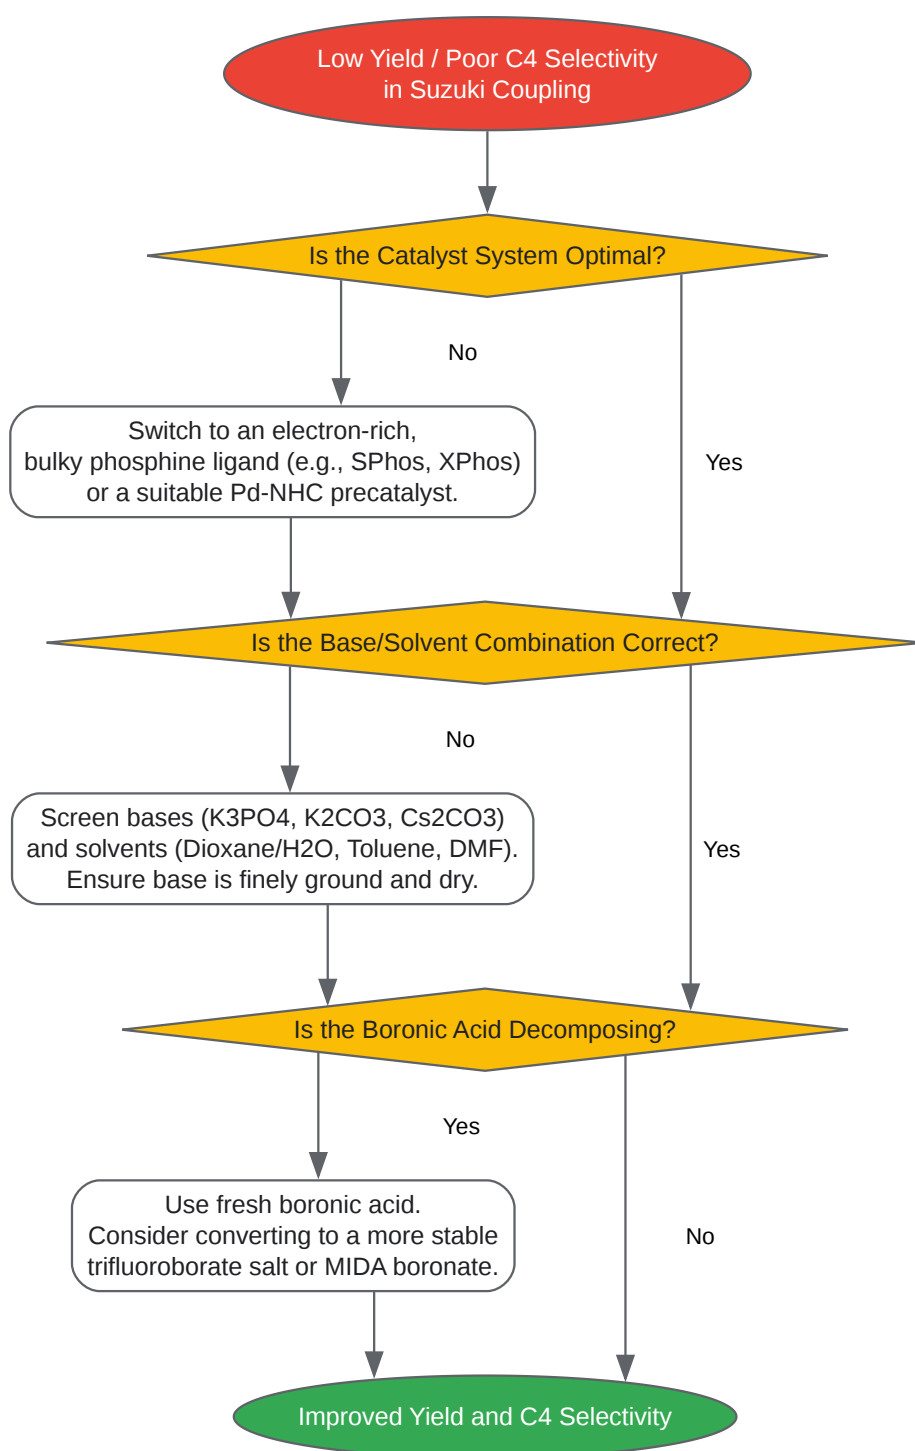 Low Yield / Poor C4 Selectivity
in Suzuki Coupling
Is the Catalyst System Optimal?
No
Switch to an electron-rich,
bulky phosphine ligand (e.g., SPhos, XPhos)
or a suitable Pd-NHC precatalyst.
Yes
Is the Base/Solvent Combination Correct?
No
Screen bases (K3PO4, K2CO3, Cs2CO3)
and solvents (Dioxane/H2O, Toluene, DMF).
Ensure base is finely ground and dry.
Yes
Is the Boronic Acid Decomposing?
Yes
Use fresh boronic acid.
Consider converting to a more stable
trifluoroborate salt or MIDA boronate.
No
Improved Yield and C4 Selectivity